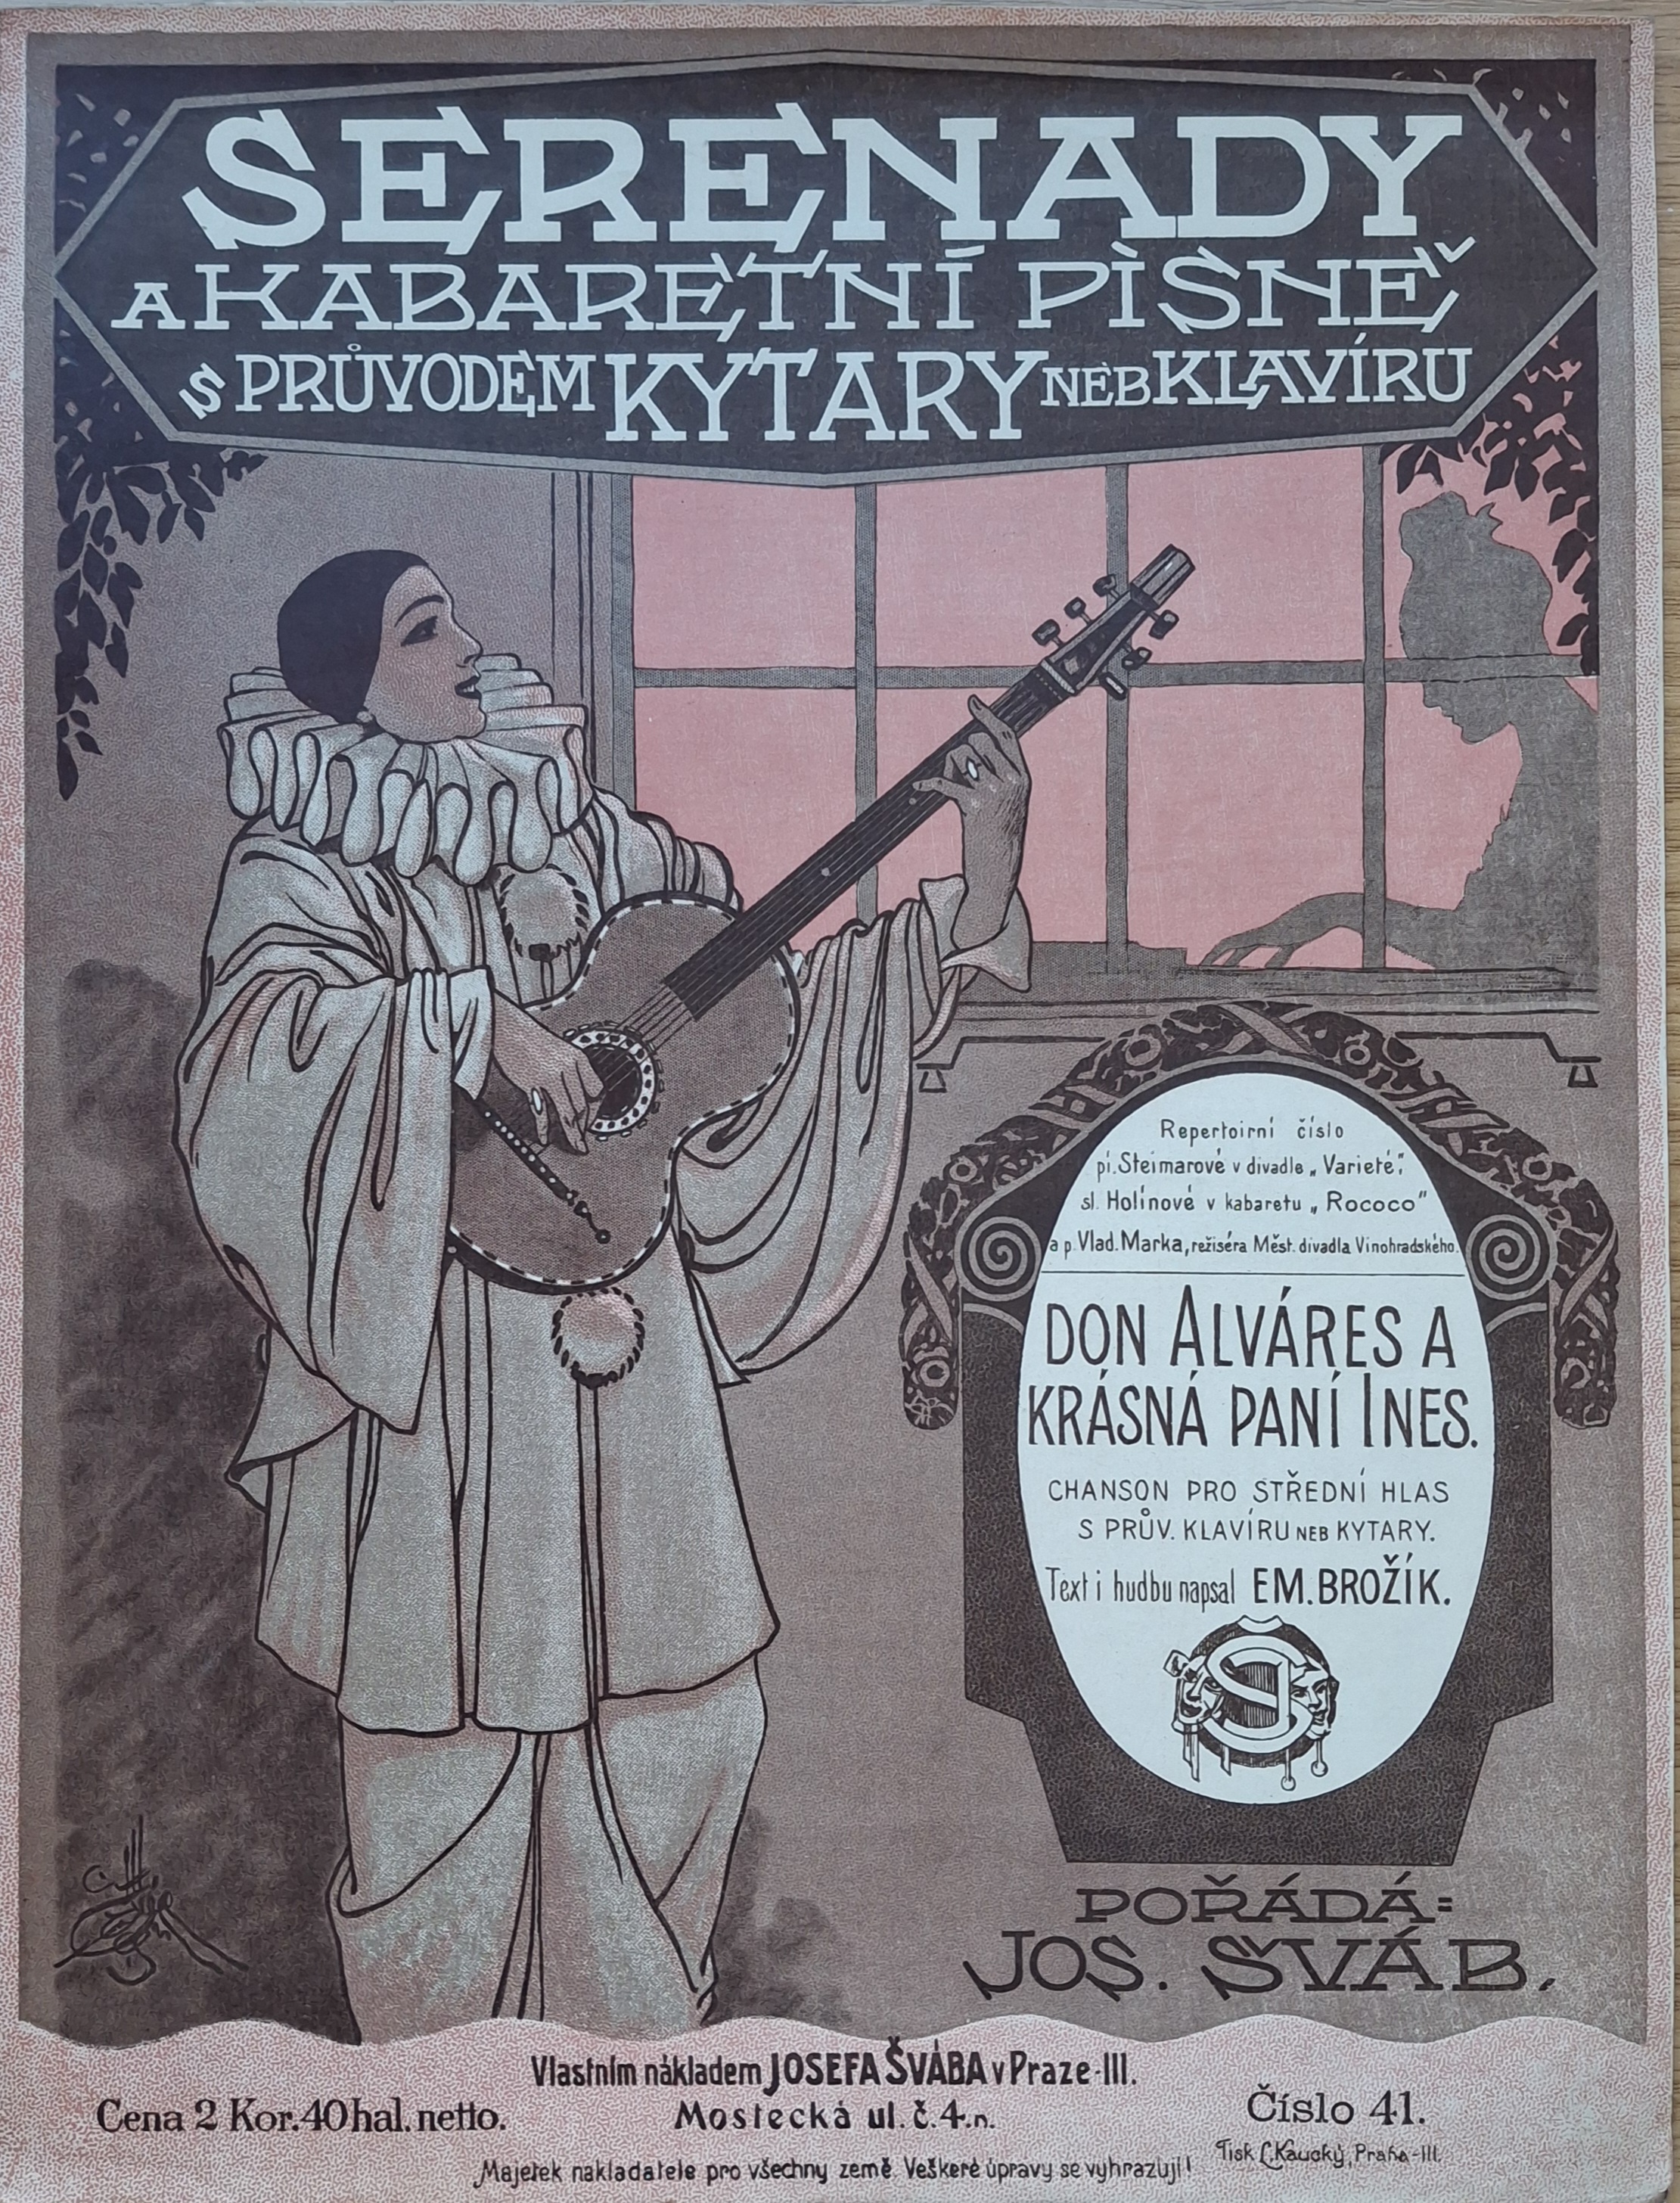 SERENADY
A KABARETNÍ PÍSNĚ
S PRŮVODEM KYTARY NEB KLAVÍRU
Repertoirní číslo
pí. Steimarové v divadle „Varieté",
sl. Holínové v kabaretu „Rococo"
a p. Vlad. Marka, režiséra Měst. divadla Vinohradského.
DON ALVÁRES A
KRÁSNÁ PANÍ INES.
CHANSON PRO STŘEDNÍ HLAS
S PRŮV. KLAVÍRU NEB KYTARY.
Text i hudbu napsal EM. BROŽÍK.
POŘÁDÁ:
JOS. ŠVÁB.
Vlastním nákladem JOSEFA ŠVÁBA v Praze-III.
Cena 2 Kor. 40 hal. netto.
Mostecká ul. č. 4.n.
Číslo 41.
Tisk L. Kaucký, Praha-III.
Majetek nakladatele pro všechny země. Veškeré úpravy se vyhrazují!